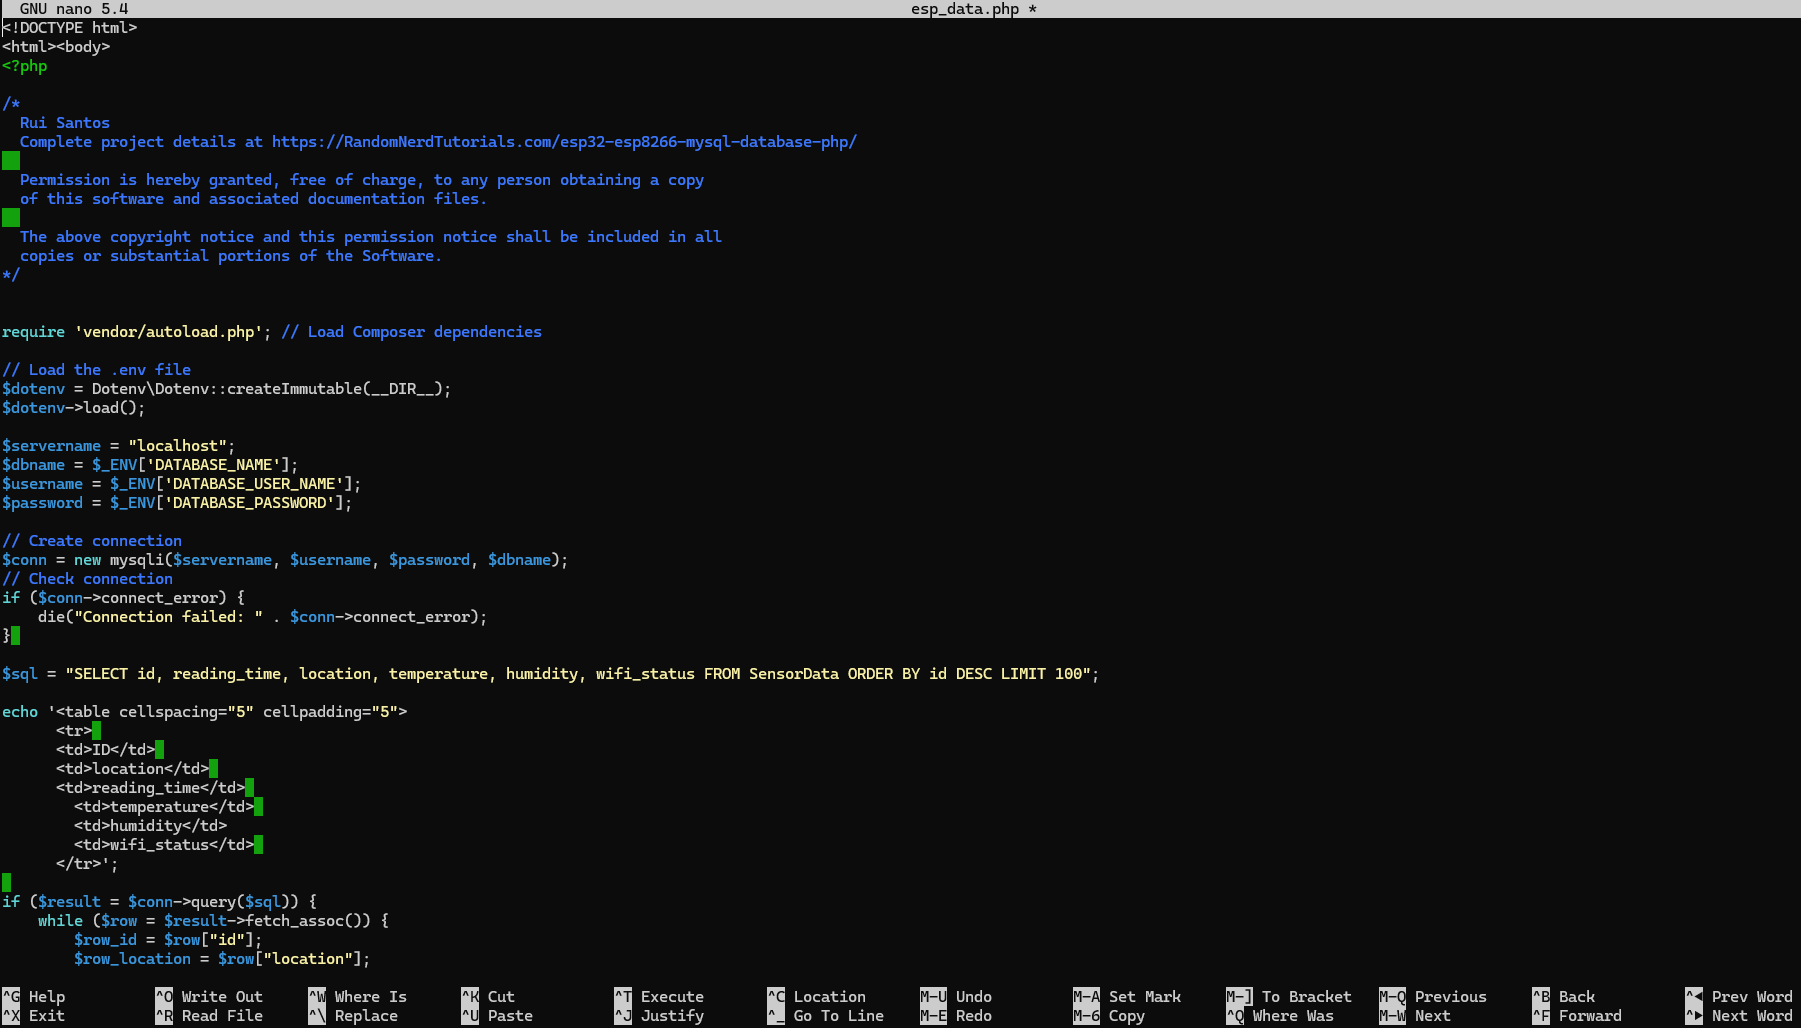 GNU nano 5.4 esp_data.php *
<!DOCTYPE html>
<html><body>
<?php
/*
  Rui Santos
  Complete project details at https://RandomNerdTutorials.com/esp32-esp8266-mysql-database-php/
  Permission is hereby granted, free of charge, to any person obtaining a copy
  of this software and associated documentation files.
  The above copyright notice and this permission notice shall be included in all
  copies or substantial portions of the Software.
*/
require 'vendor/autoload.php'; // Load Composer dependencies
// Load the .env file
$dotenv = Dotenv\Dotenv::createImmutable(__DIR__);
$dotenv->load();
$servername = "localhost";
$dbname = $_ENV['DATABASE_NAME'];
$username = $_ENV['DATABASE_USER_NAME'];
$password = $_ENV['DATABASE_PASSWORD'];
// Create connection
$conn = new mysqli($servername, $username, $password, $dbname);
// Check connection
if ($conn->connect_error) {
    die("Connection failed: " . $conn->connect_error);
}
$sql = "SELECT id, reading_time, location, temperature, humidity, wifi_status FROM SensorData ORDER BY id DESC LIMIT 100";
echo '<table cellspacing="5" cellpadding="5">
      <tr>
      <td>ID</td>
      <td>location</td>
      <td>reading_time</td>
        <td>temperature</td>
        <td>humidity</td>
        <td>wifi_status</td>
      </tr>';
if ($result = $conn->query($sql)) {
    while ($row = $result->fetch_assoc()) {
        $row_id = $row["id"];
        $row_location = $row["location"];
^G Help ^O Write Out ^W Where Is ^K Cut ^T Execute ^C Location M-U Undo M-A Set Mark M-] To Bracket M-Q Previous ^B Back ^◄ Prev Word
^X Exit ^R Read File ^\ Replace ^U Paste ^J Justify ^_ Go To Line M-E Redo M-6 Copy ^Q Where Was M-W Next ^F Forward ^► Next Word